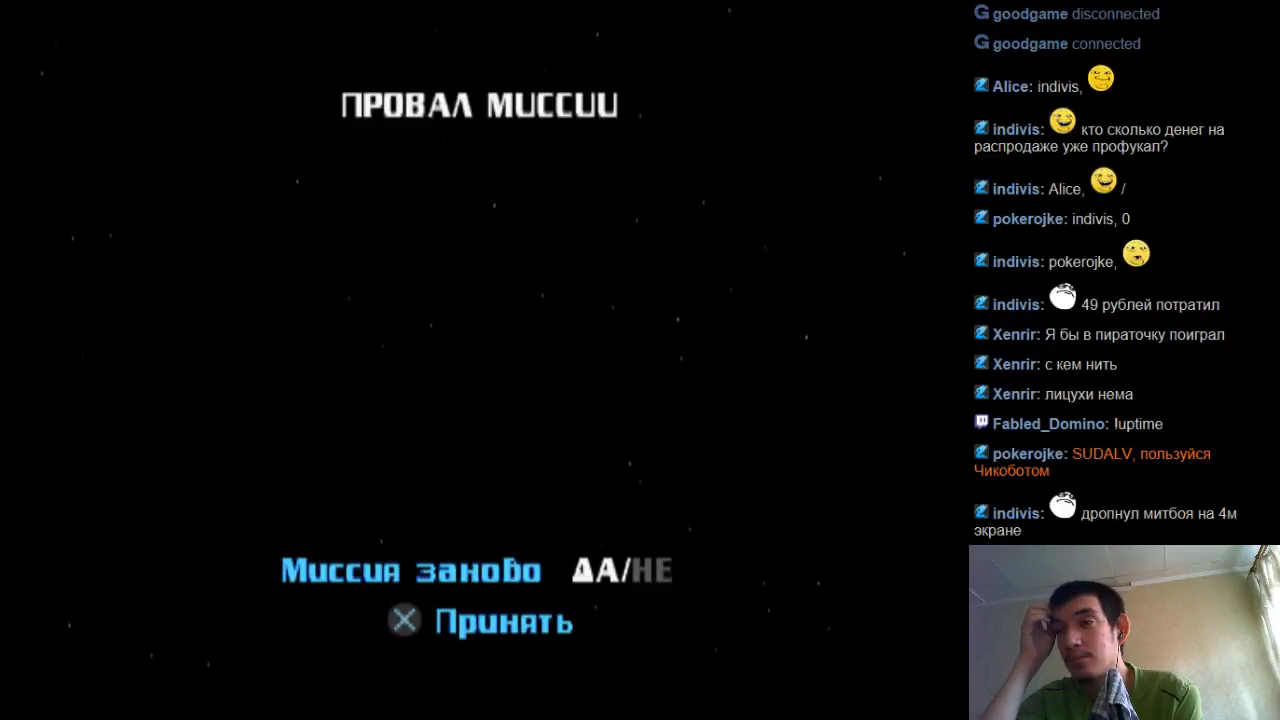 ПРОВАЛ МИССИИ
Миссия заново ДА/НЕ
Принять
goodgame disconnected
goodgame connected
Alice: indivis,
indivis: кто сколько денег на
распродаже уже профукал?
indivis: Alice, /
pokerojke: indivis, 0
indivis: pokerojke,
indivis: 49 рублей потратил
Xenrir: Я бы в пираточку поиграл
Xenrir: с кем нить
Xenrir: лицухи нема
Fabled_Domino: !uptime
pokerojke: SUDALV, пользуйся
Чикоботом
indivis: дропнул митбоя на 4м
экране